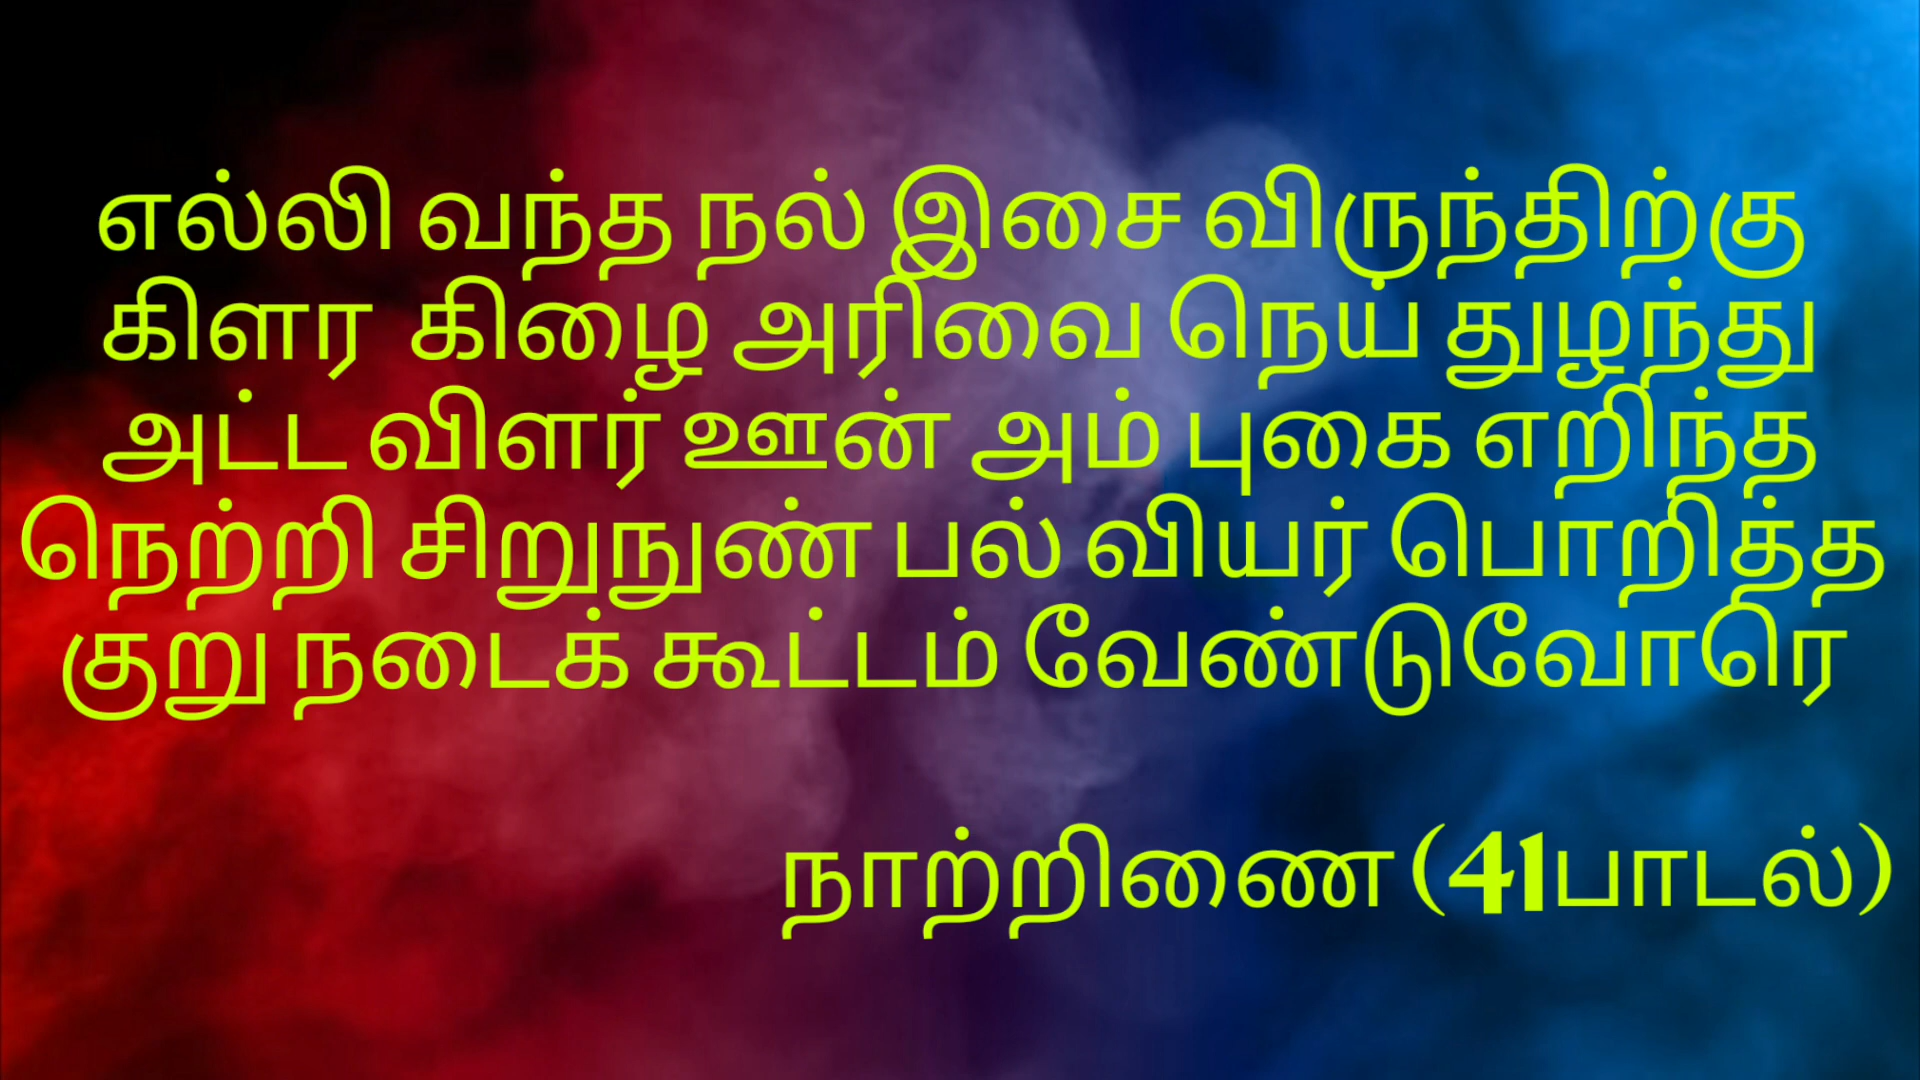 எல்லி வந்த நல் இசை விருந்திற்கு
கிளர கிழை அரிவை நெய் துழந்து
அட்ட விளர் ஊன் அம் புகை எறிந்த
நெற்றி சிறுநுண் பல் வியர் பொறித்த
குறு நடைக் கூட்டம் வேண்டுவோரெ
நாற்றிணை (41பாடல்)